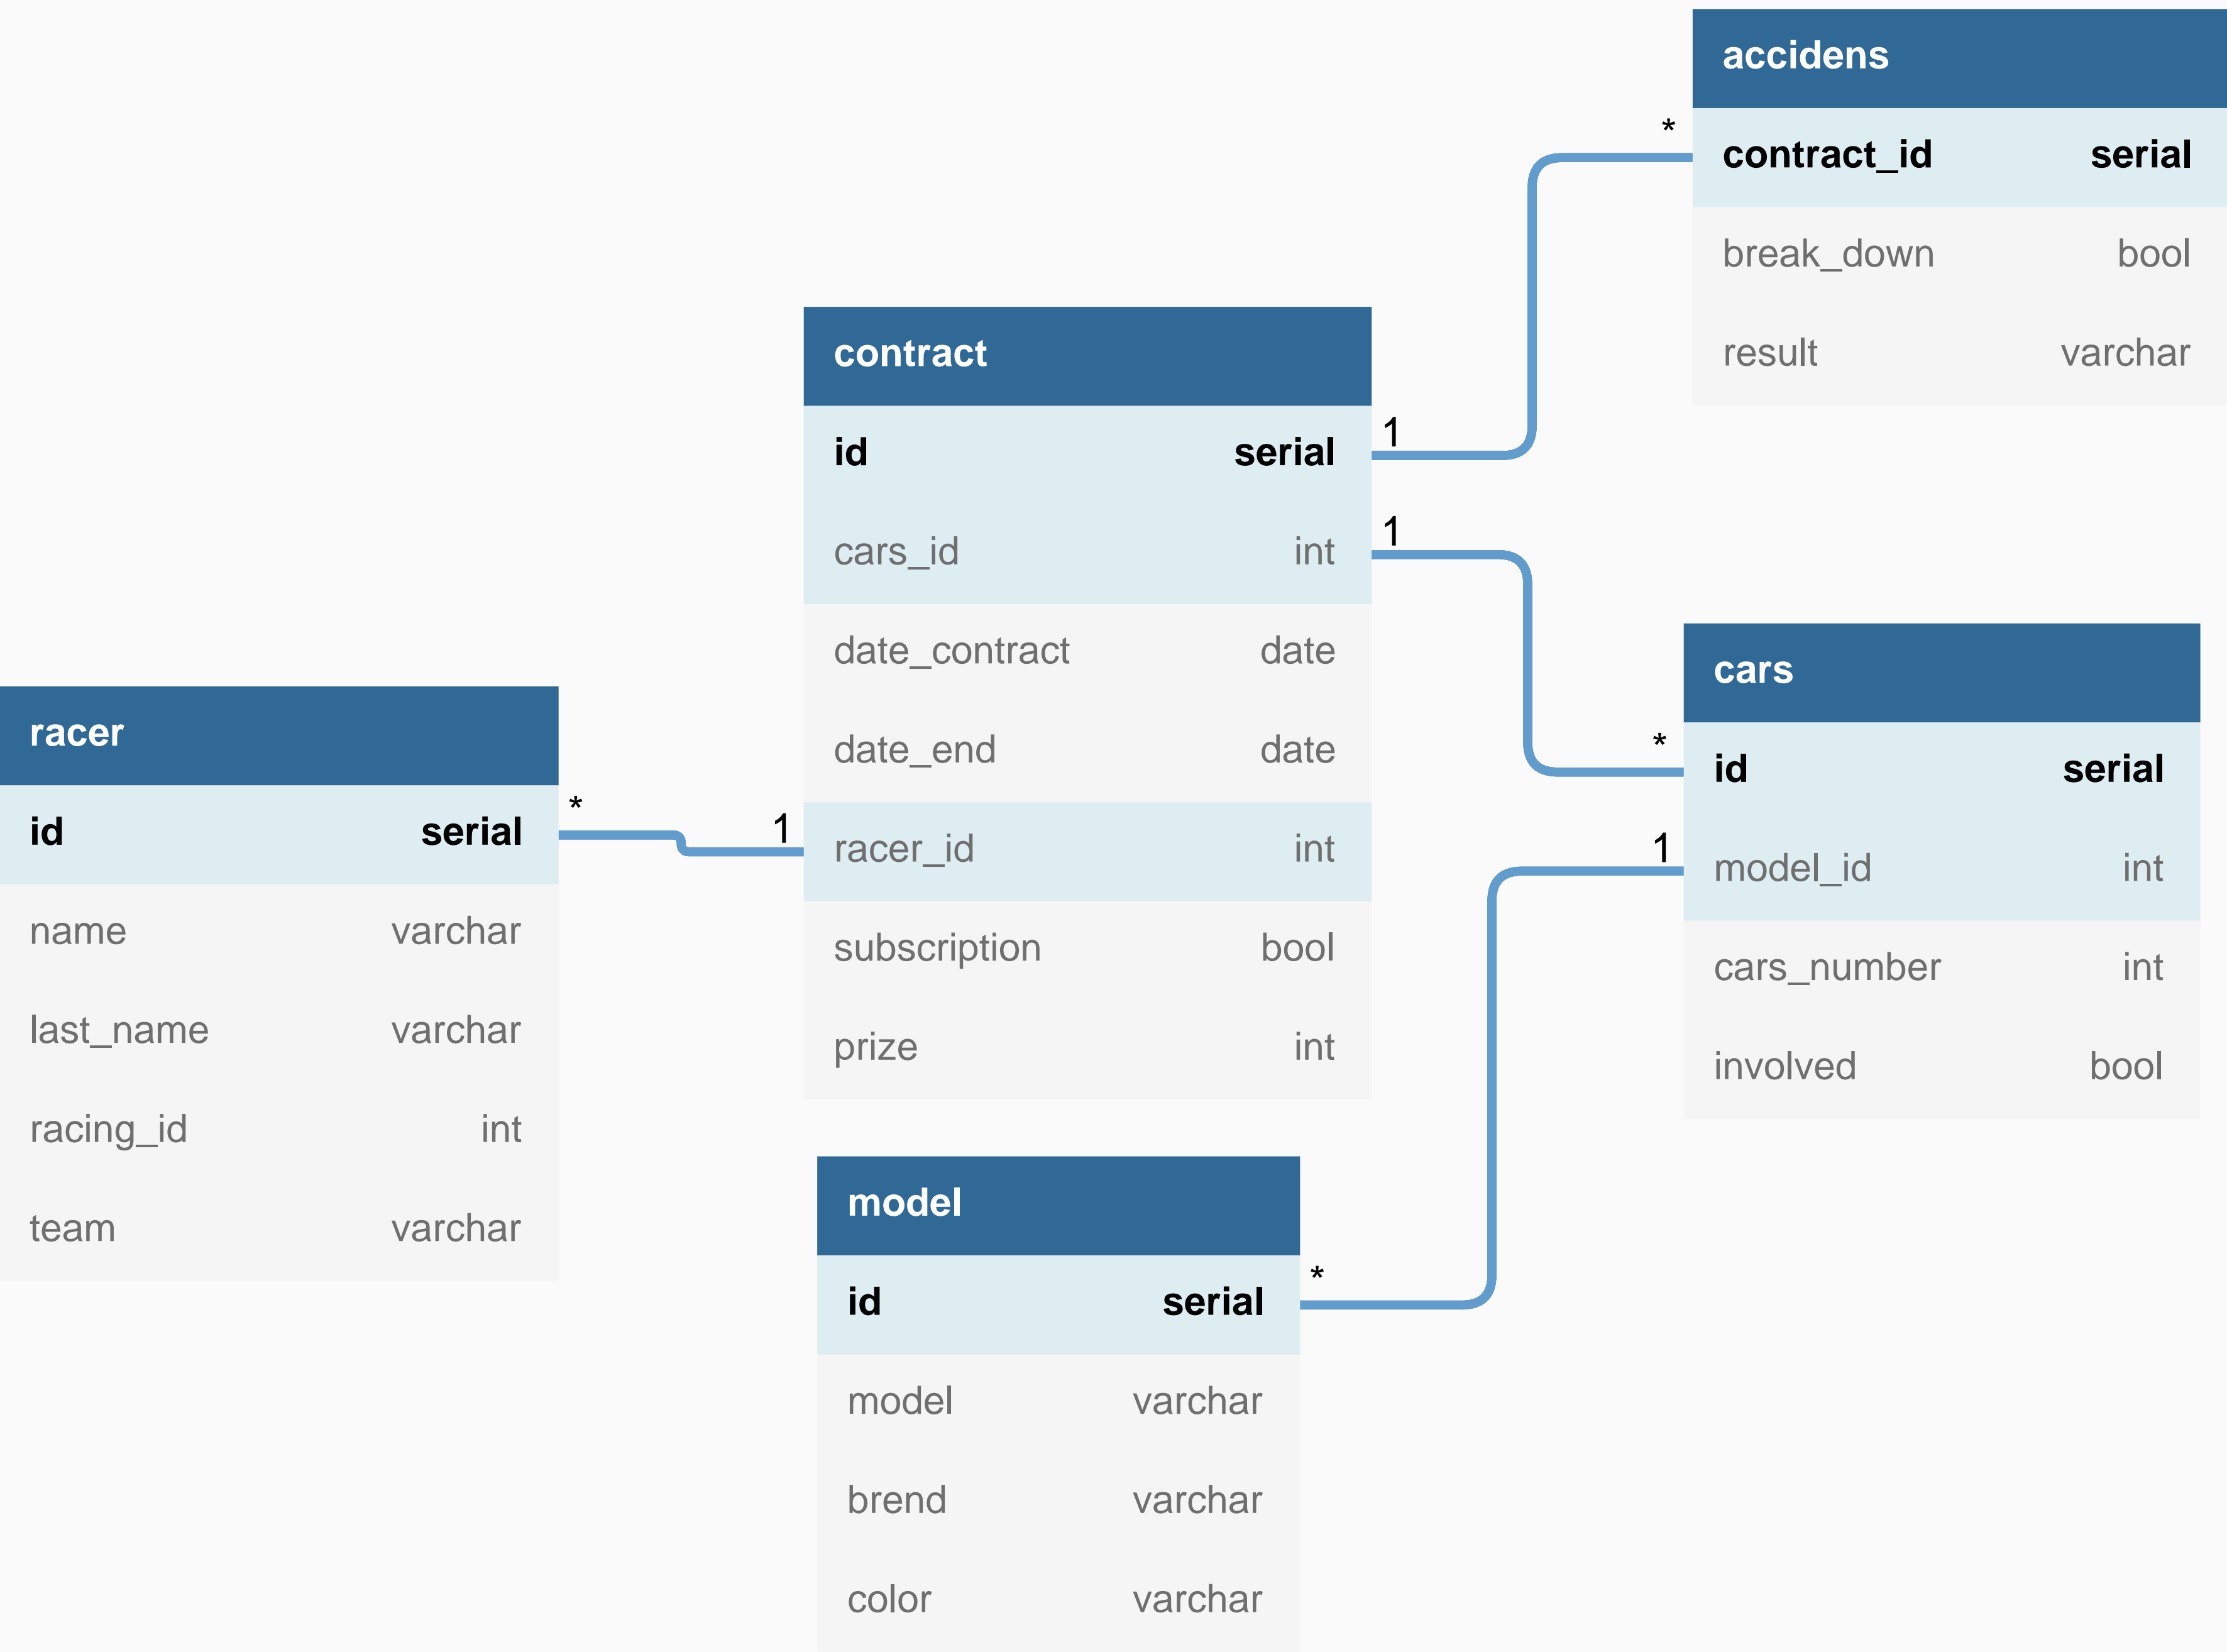 accidens
contract_id serial
break_down bool
result varchar
contract
id serial
cars_id int
date_contract date
date_end date
racer_id int
subscription bool
prize int
cars
id serial
model_id int
cars_number int
involved bool
racer
id serial
name varchar
last_name varchar
racing_id int
team varchar
model
id serial
model varchar
brend varchar
color varchar
*
1
1
*
*
1
1
*